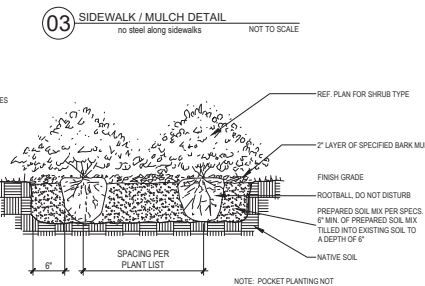 03
SIDEWALK / MULCH DETAIL
no steel along sidewalks
NOT TO SCALE
ES
REF. PLAN FOR SHRUB TYPE
2" LAYER OF SPECIFIED BARK MU
FINISH GRADE
ROOTBALL, DO NOT DISTURB
PREPARED SOIL MIX PER SPECS.
6" MIN. OF PREPARED SOIL MIX
TILLED INTO EXISTING SOIL TO
A DEPTH OF 6"
NATIVE SOIL
SPACING PER
PLANT LIST
6"
NOTE: POCKET PLANTING NOT